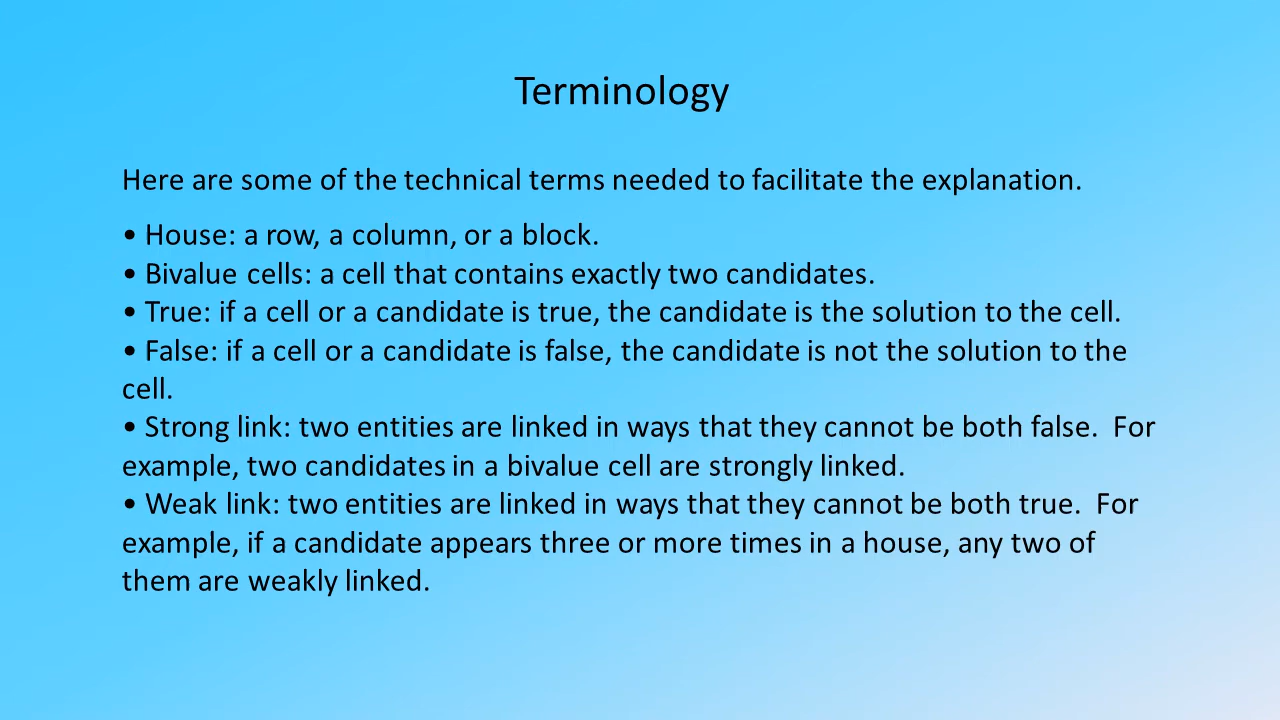 Terminology
Here are some of the technical terms needed to facilitate the explanation.
• House: a row, a column, or a block.
• Bivalue cells: a cell that contains exactly two candidates.
• True: if a cell or a candidate is true, the candidate is the solution to the cell.
• False: if a cell or a candidate is false, the candidate is not the solution to the
cell.
• Strong link: two entities are linked in ways that they cannot be both false.  For
example, two candidates in a bivalue cell are strongly linked.
• Weak link: two entities are linked in ways that they cannot be both true.  For
example, if a candidate appears three or more times in a house, any two of
them are weakly linked.